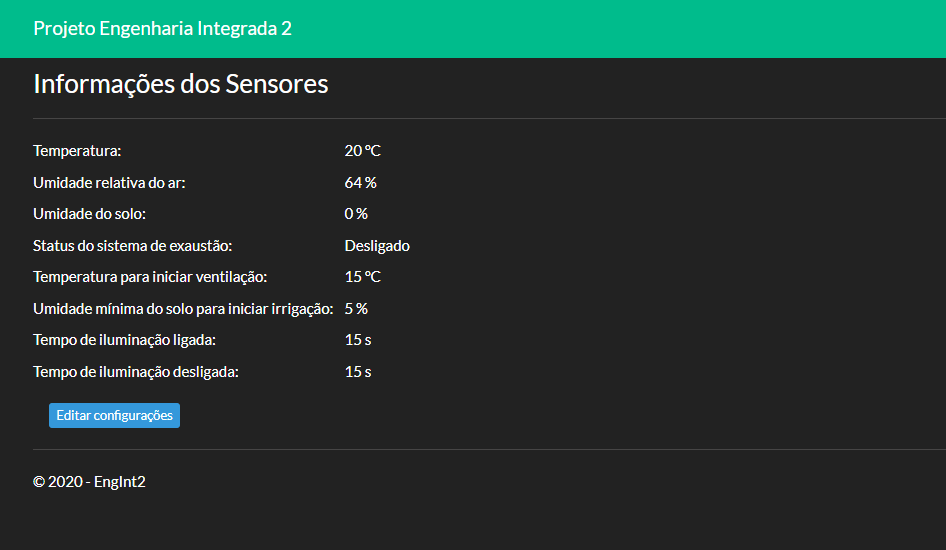 Projeto Engenharia Integrada 2
Informações dos Sensores
Temperatura: 20 ºC
Umidade relativa do ar: 64 %
Umidade do solo: 0 %
Status do sistema de exaustão: Desligado
Temperatura para iniciar ventilação: 15 ºC
Umidade mínima do solo para iniciar irrigação: 5 %
Tempo de iluminação ligada: 15 s
Tempo de iluminação desligada: 15 s
Editar configurações
© 2020 - EngInt2